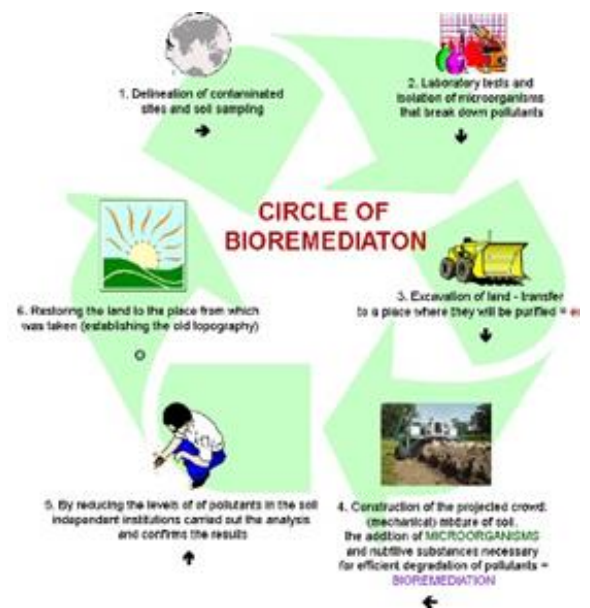 1. Delineation of contaminated
sites and soil sampling
2. Laboratory tests and
isolation of microorganisms
that break down pollutants
CIRCLE OF
BIOREMEDIATON
3. Excavation of land - transfer
to a place where they will be purified =
6. Restoring the land to the place from which
was taken (establishing the old topography)
5. By reducing the levels of of pollutants in the soil
independent institutions carried out the analysis
and confirms the results
4. Construction of the projected crowd,
(mechanical) mixture of soil,
the addition of MICROORGANISMS
and nutritive substances necessary
for efficient degradation of pollutants =
BIOREMEDIATION